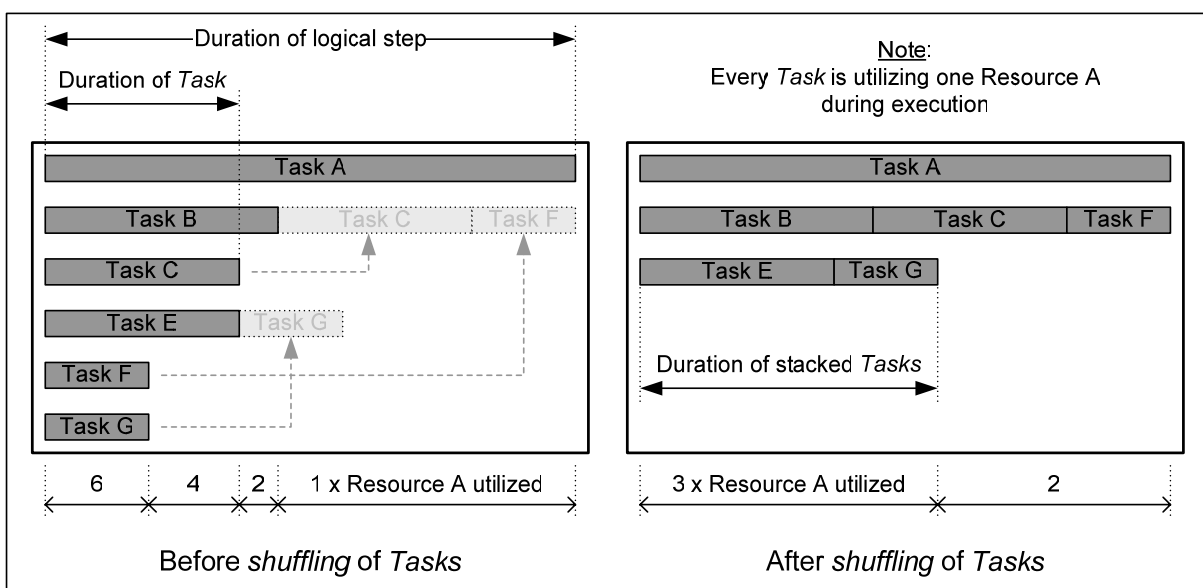 Duration of logical step
Duration of Task
Note:
Every Task is utilizing one Resource A
during execution
Task A
Task B
Task C
Task F
Task C
Task E
Task G
Task F
Task G
6
4
2
1 x Resource A utilized
Before shuffling of Tasks
Task A
Task B
Task C
Task F
Task E
Task G
Duration of stacked Tasks
3 x Resource A utilized
2
After shuffling of Tasks